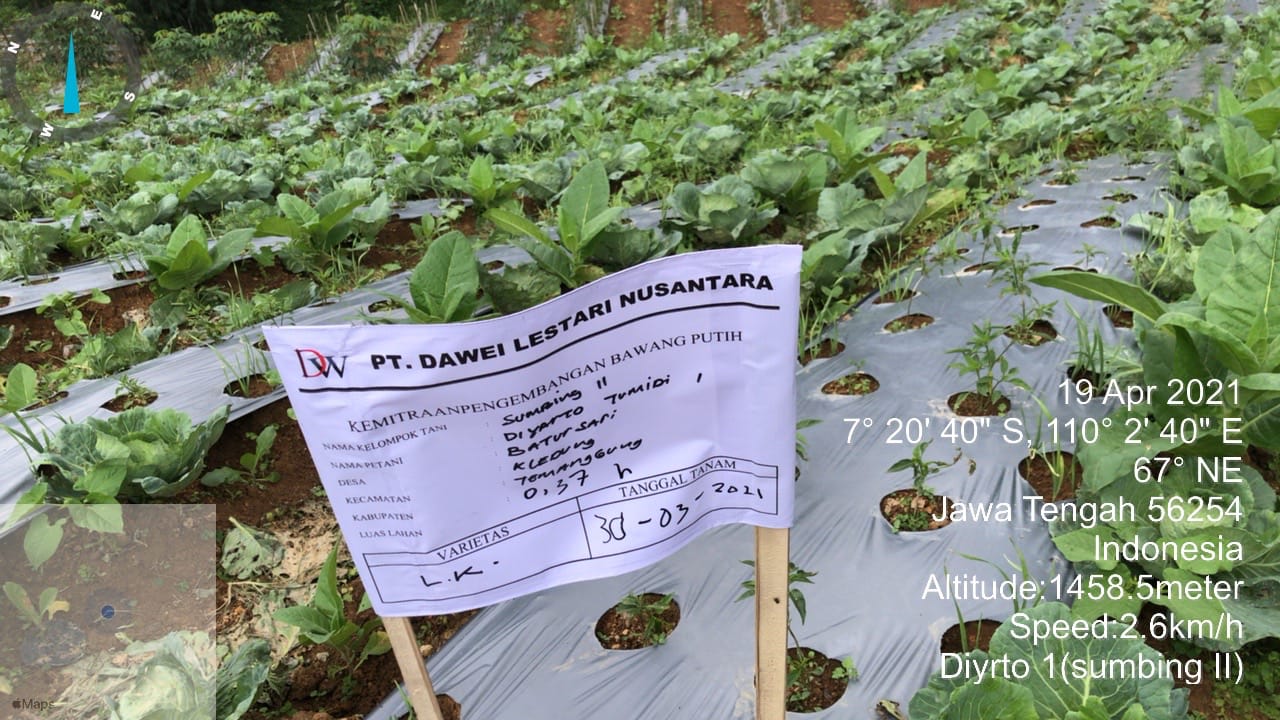 N
E
S
W
DW PT. DAWEI LESTARI NUSANTARA
KEMITRAANPENGEMBANGAN BAWANG PUTIH
NAMA KELOMPOK TANI : SUMBING II
NAMA PETANI : DIYARTO TUMIDI 1
DESA : BATURSARI
KECAMATAN : KLEDUNG
KABUPATEN : TEMANGGUNG
LUAS LAHAN : 0,37 h
VARIETAS TANGGAL TANAM
L.K. 30-03-2021
19 Apr 2021
7° 20' 40" S, 110° 2' 40" E
67° NE
Jawa Tengah 56254
Indonesia
Altitude:1458.5meter
Speed:2.6km/h
Diyrto 1(sumbing II)
Maps